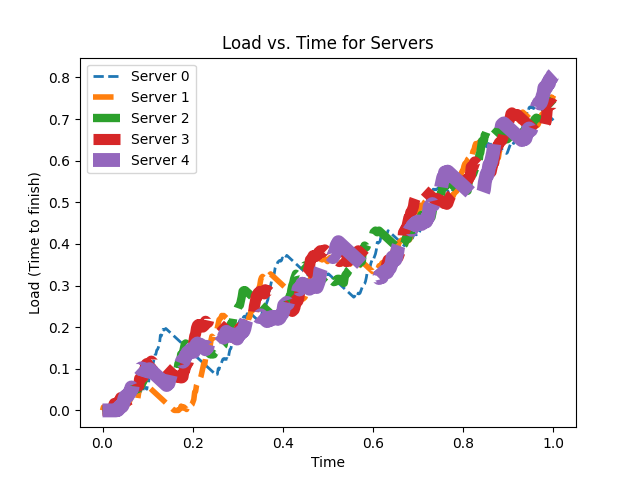 Load vs. Time for Servers
Server 0
Server 1
Server 2
Server 3
Server 4
Load (Time to finish)
0.8
0.7
0.6
0.5
0.4
0.3
0.2
0.1
0.0
0.0 0.2 0.4 0.6 0.8 1.0
Time